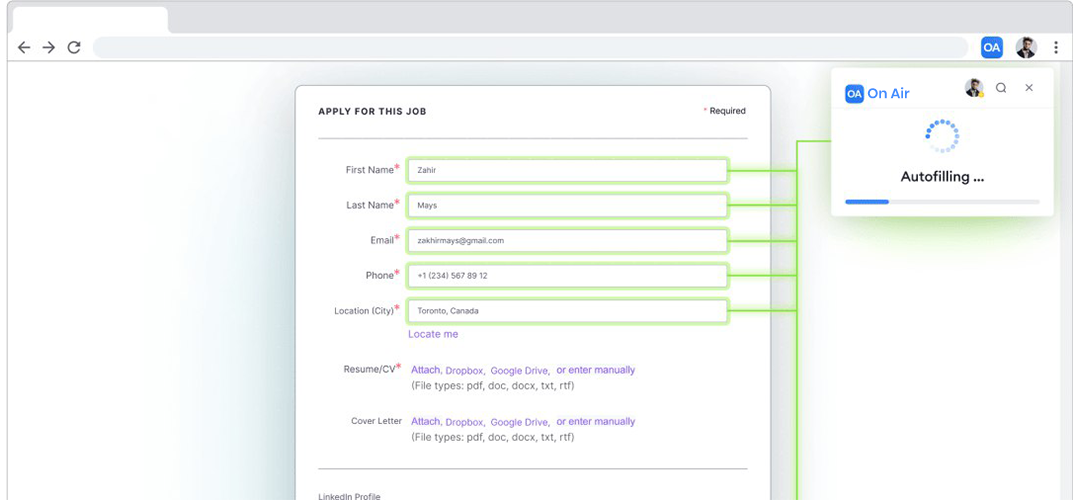 OA
OA On Air
Autofilling ...
APPLY FOR THIS JOB
* Required
First Name*
Zahir
Last Name*
Mays
Email*
zakhirmays@gmail.com
Phone*
+1 (234) 567 89 12
Location (City)*
Toronto, Canada
Locate me
Resume/CV*
Attach, Dropbox, Google Drive, or enter manually
(File types: pdf, doc, docx, txt, rtf)
Cover Letter
Attach, Dropbox, Google Drive, or enter manually
(File types: pdf, doc, docx, txt, rtf)
LinkedIn Profile